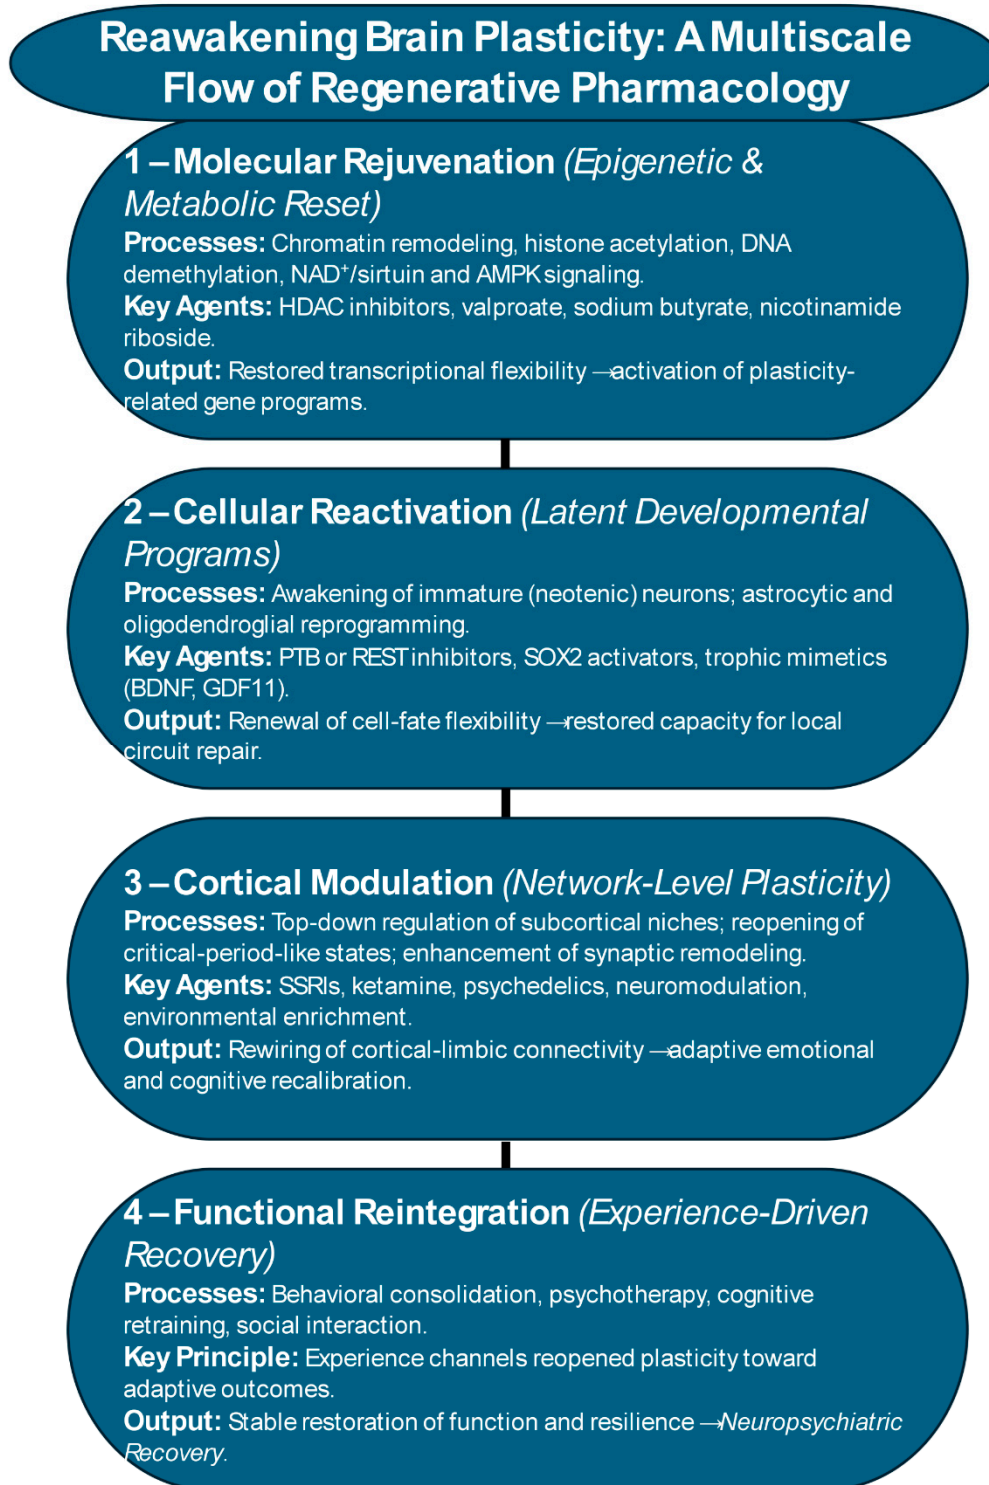 Reawakening Brain Plasticity: A Multiscale
Flow of Regenerative Pharmacology
1 – Molecular Rejuvenation (Epigenetic &
Metabolic Reset)
Processes: Chromatin remodeling, histone acetylation, DNA
demethylation, NAD⁺/sirtuin and AMPK signaling.
Key Agents: HDAC inhibitors, valproate, sodium butyrate, nicotinamide
riboside.
Output: Restored transcriptional flexibility → activation of plasticity-
related gene programs.
2 – Cellular Reactivation (Latent Developmental
Programs)
Processes: Awakening of immature (neotenic) neurons; astrocytic and
oligodendroglial reprogramming.
Key Agents: PTB or REST inhibitors, SOX2 activators, trophic mimetics
(BDNF, GDF11).
Output: Renewal of cell-fate flexibility → restored capacity for local
circuit repair.
3 – Cortical Modulation (Network-Level Plasticity)
Processes: Top-down regulation of subcortical niches; reopening of
critical-period-like states; enhancement of synaptic remodeling.
Key Agents: SSRIs, ketamine, psychedelics, neuromodulation,
environmental enrichment.
Output: Rewiring of cortical-limbic connectivity → adaptive emotional
and cognitive recalibration.
4 – Functional Reintegration (Experience-Driven
Recovery)
Processes: Behavioral consolidation, psychotherapy, cognitive
retraining, social interaction.
Key Principle: Experience channels reopened plasticity toward
adaptive outcomes.
Output: Stable restoration of function and resilience → Neuropsychiatric
Recovery.